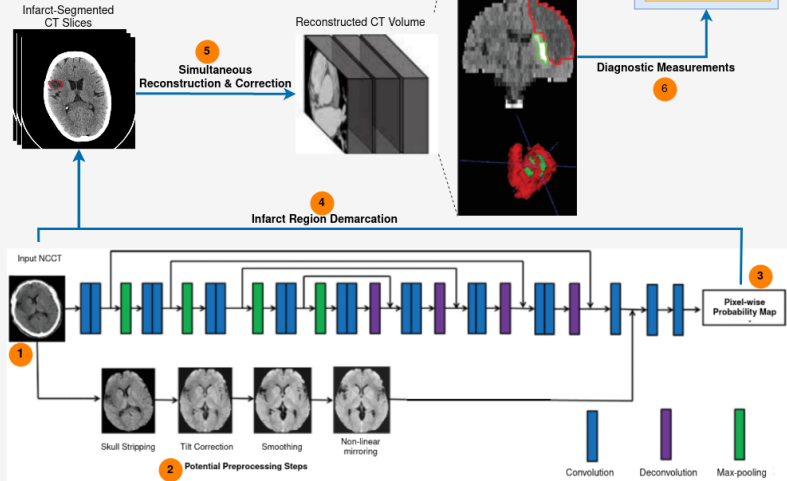 Infarct-Segmented
CT Slices
Reconstructed CT Volume
5
Simultaneous
Reconstruction & Correction
Diagnostic Measurements
6
4
Infarct Region Demarcation
Input NCCT
3
Pixel-wise
Probability Map
1
Skull Stripping
Tilt Correction
Smoothing
Non-linear
mirroring
2
Potential Preprocessing Steps
Convolution
Deconvolution
Max-pooling